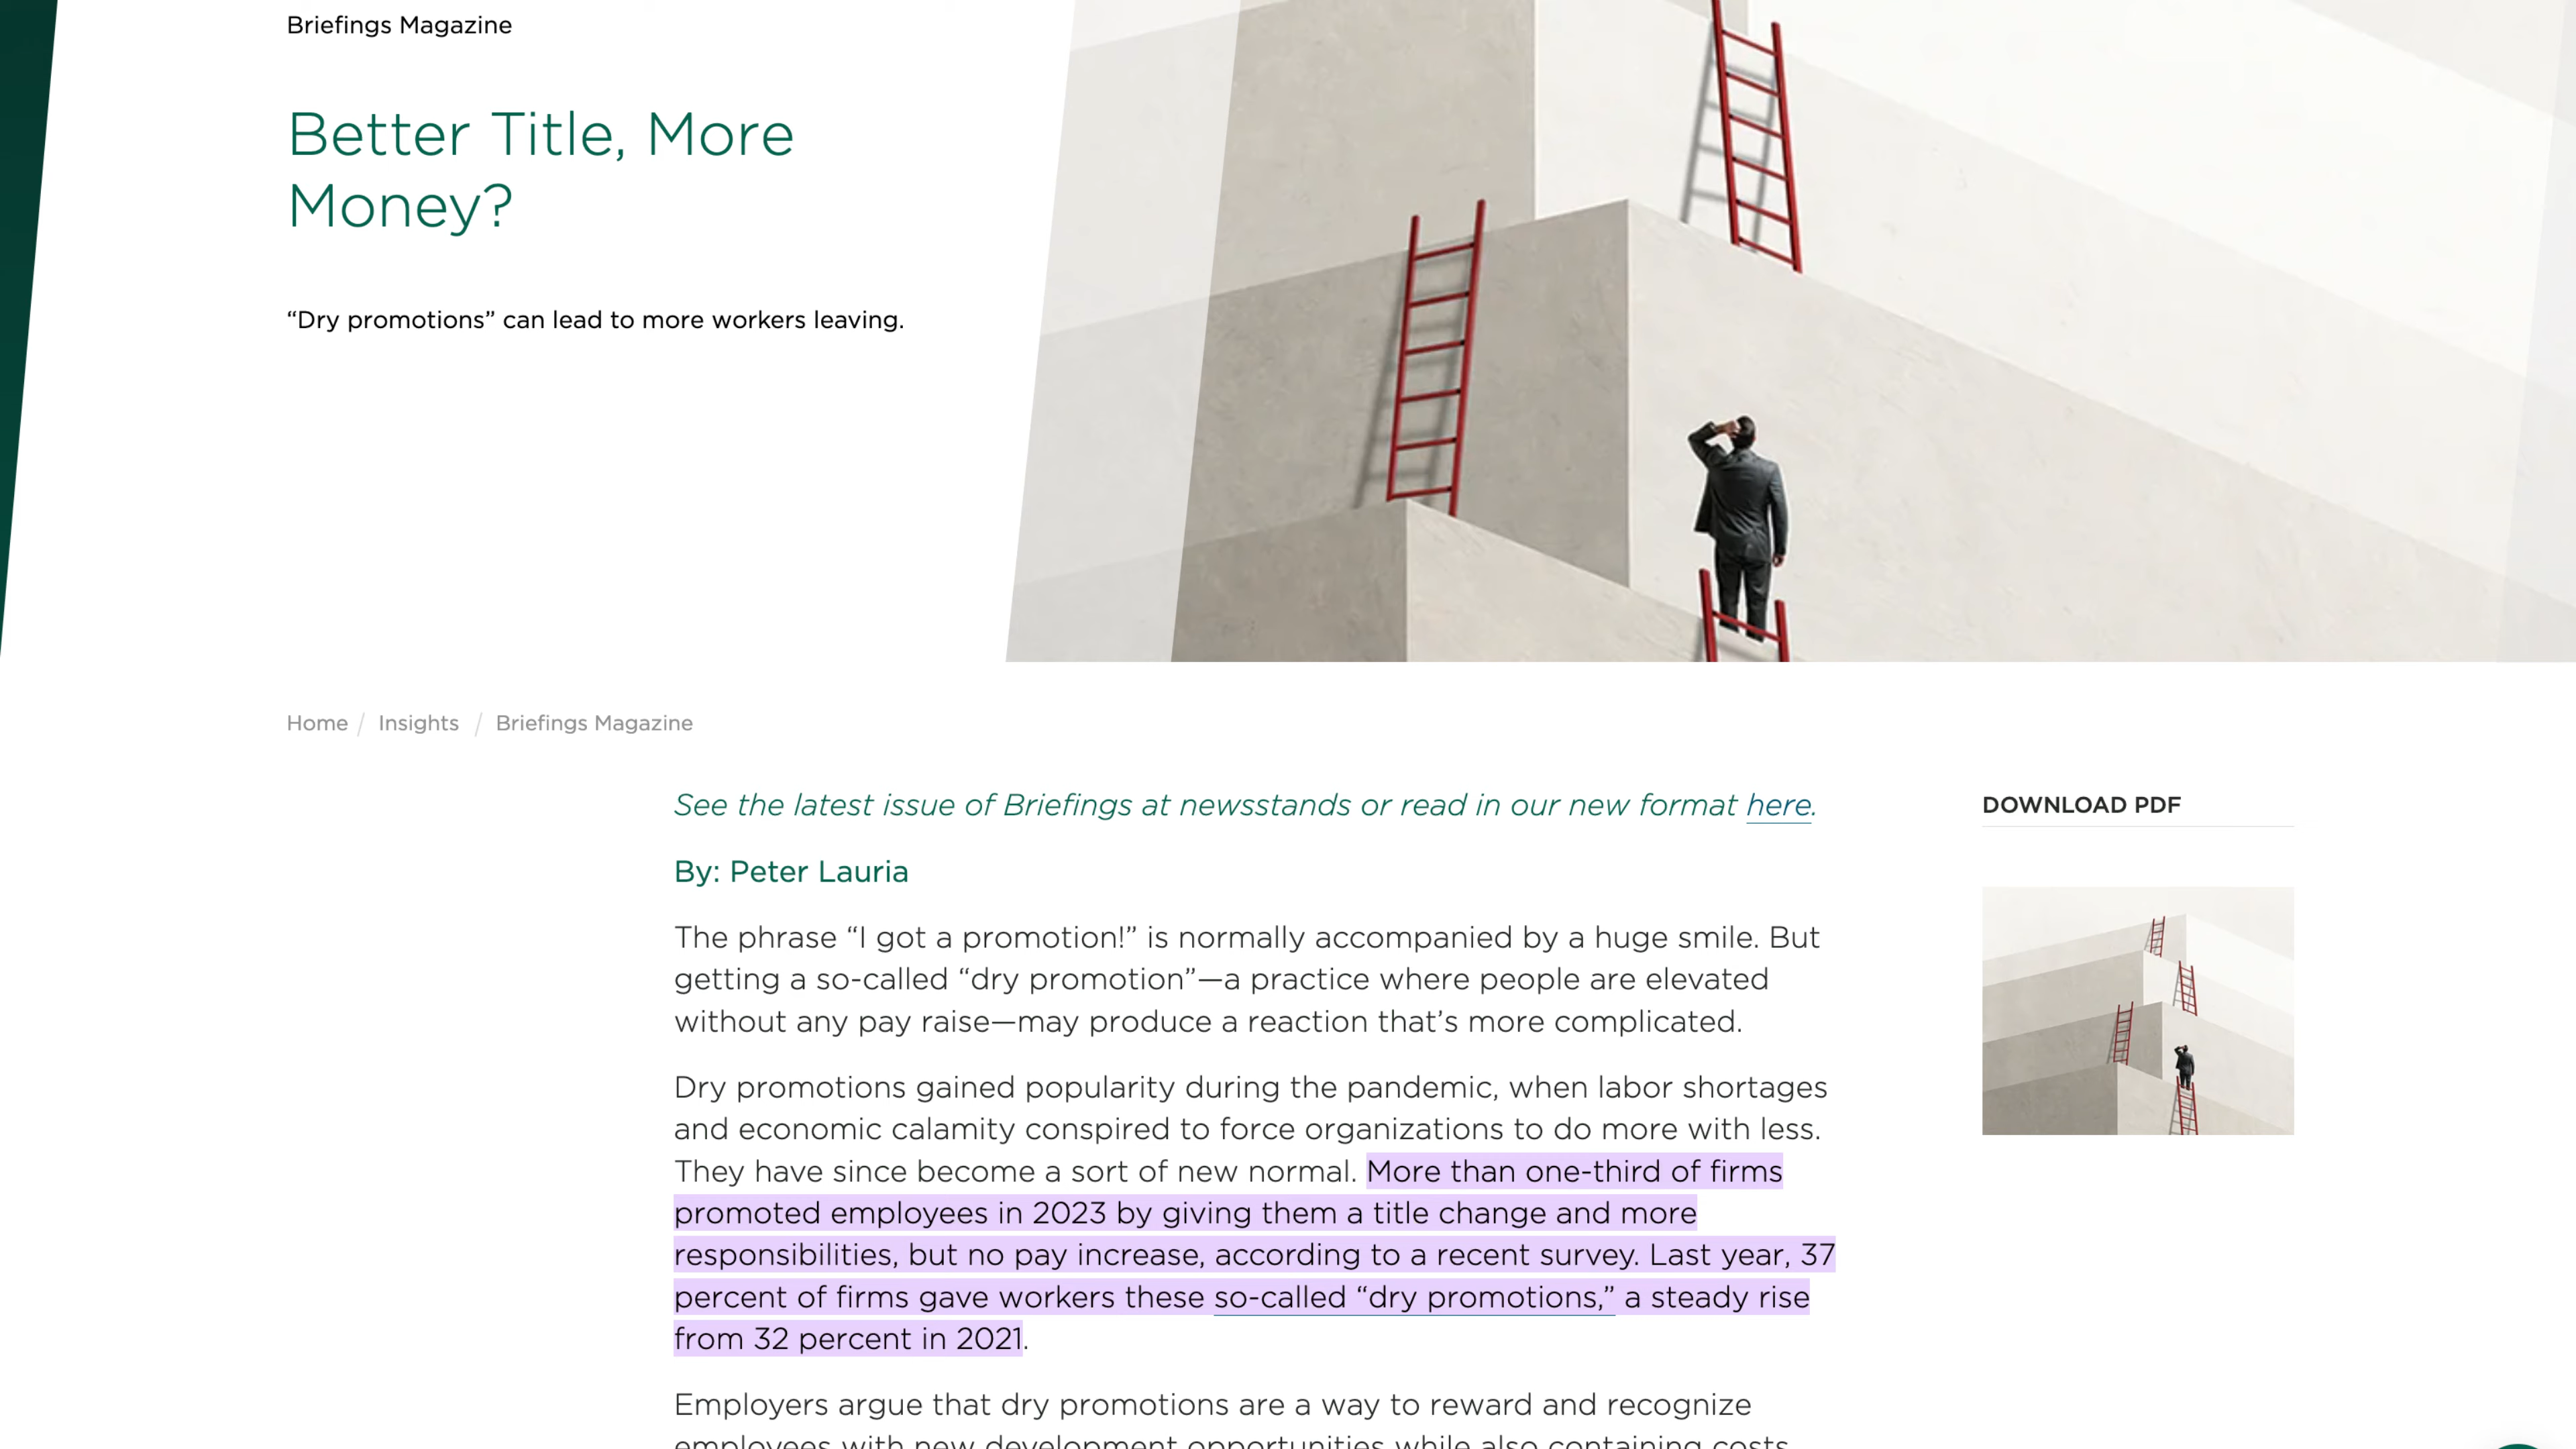 Briefings Magazine
Better Title, More
Money?
“Dry promotions” can lead to more workers leaving.
Home / Insights / Briefings Magazine
See the latest issue of Briefings at newsstands or read in our new format here.
DOWNLOAD PDF
By: Peter Lauria
The phrase “I got a promotion!” is normally accompanied by a huge smile. But
getting a so-called “dry promotion”—a practice where people are elevated
without any pay raise—may produce a reaction that’s more complicated.
Dry promotions gained popularity during the pandemic, when labor shortages
and economic calamity conspired to force organizations to do more with less.
They have since become a sort of new normal. More than one-third of firms
promoted employees in 2023 by giving them a title change and more
responsibilities, but no pay increase, according to a recent survey. Last year, 37
percent of firms gave workers these so-called “dry promotions,” a steady rise
from 32 percent in 2021.
Employers argue that dry promotions are a way to reward and recognize
employees with new development opportunities while also containing costs.